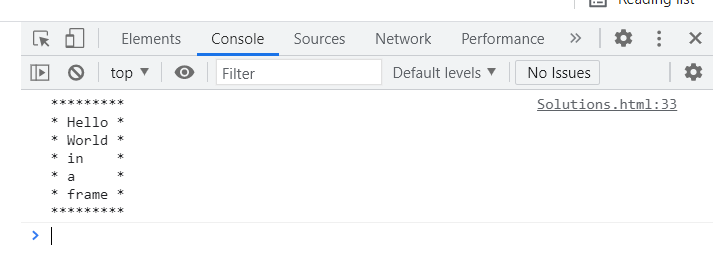 Reading list
Elements Console Sources Network Performance »
top ▼ Filter Default levels ▼ No Issues
********* Solutions.html:33
* Hello *
* World *
* in    *
* a     *
* frame *
*********
>